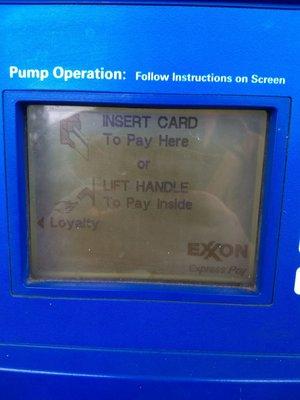 Pump Operation: Follow Instructions on Screen
INSERT CARD
To Pay Here
or
LIFT HANDLE
To Pay Inside
Loyalty
EXXON
Express Pay